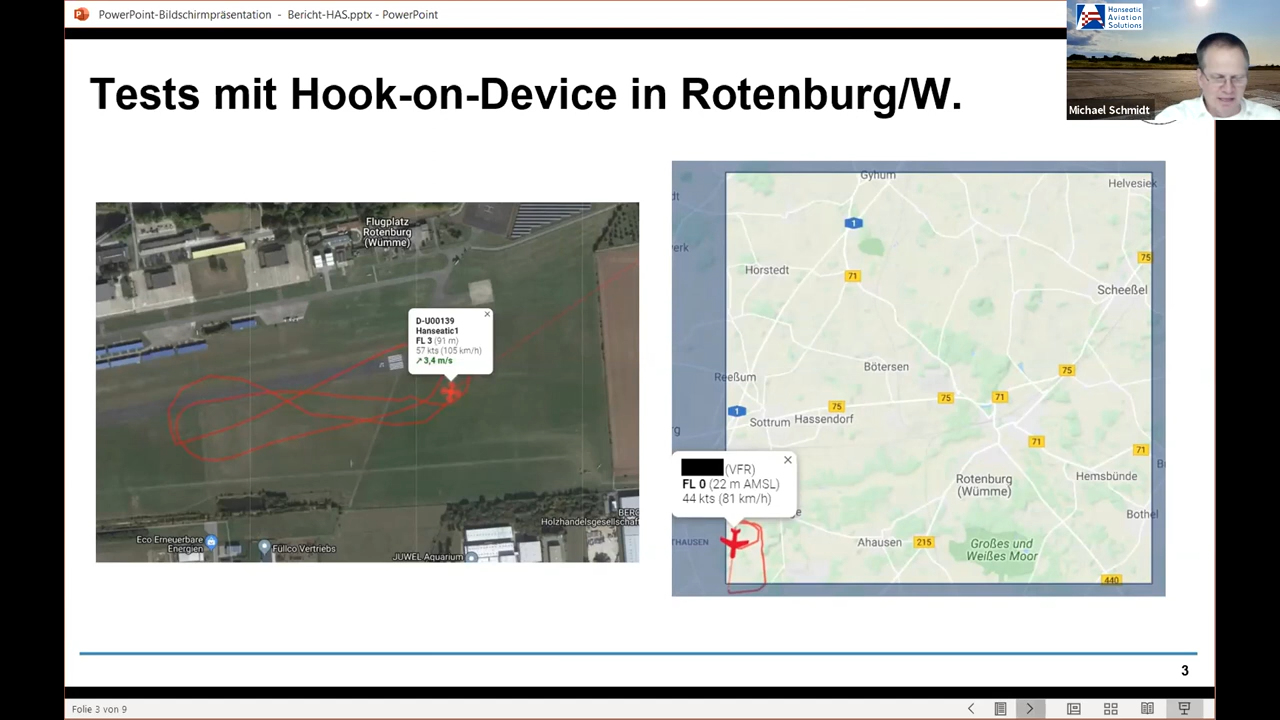 PowerPoint-Bildschirmpräsentation - Bericht-HAS.pptx - PowerPoint
Hanseatic
Aviation
Solutions
Michael Schmidt
Tests mit Hook-on-Device in Rotenburg/W.
Flugplatz
Rotenburg
(Wümme)
D-U00139
Hanseatic1
FL 3 (91 m)
57 kts (105 km/h)
↗ 3,4 m/s
Eco Erneuerbare
Energien
Füllco Vertriebs
JUWEL Aquarium
Holzhandelsgesellschaf
Gyhum
Helvesiek
1
71
75
Horstedt
Scheeßel
Bötersen
75
Reeßum
75
71
1
75
Sottrum
Hassendorf
71
71
(VFR)
FL 0 (22 m AMSL)
44 kts (81 km/h)
Rotenburg
(Wümme)
Hemsbünde
Bothel
THAUSEN
Ahausen
215
Großes und
Weißes Moor
440
3
Folie 3 von 9